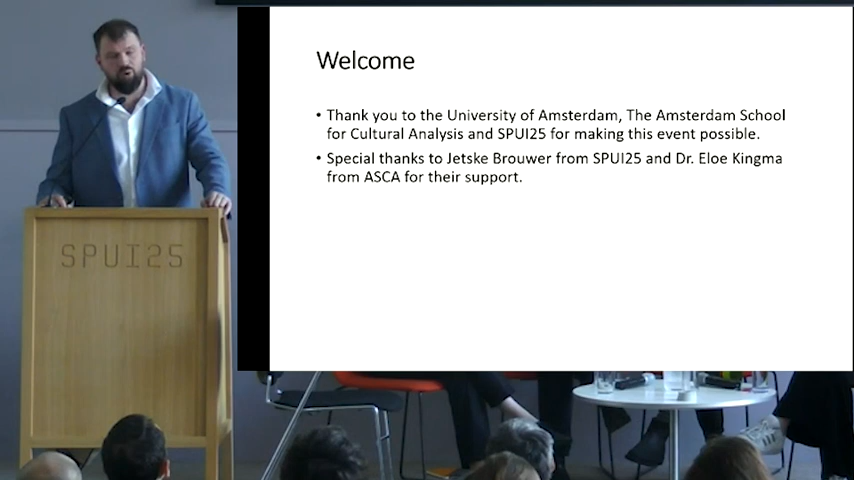 Welcome
• Thank you to the University of Amsterdam, The Amsterdam School
for Cultural Analysis and SPUI25 for making this event possible.
• Special thanks to Jetske Brouwer from SPUI25 and Dr. Eloe Kingma
from ASCA for their support.
SPUI25